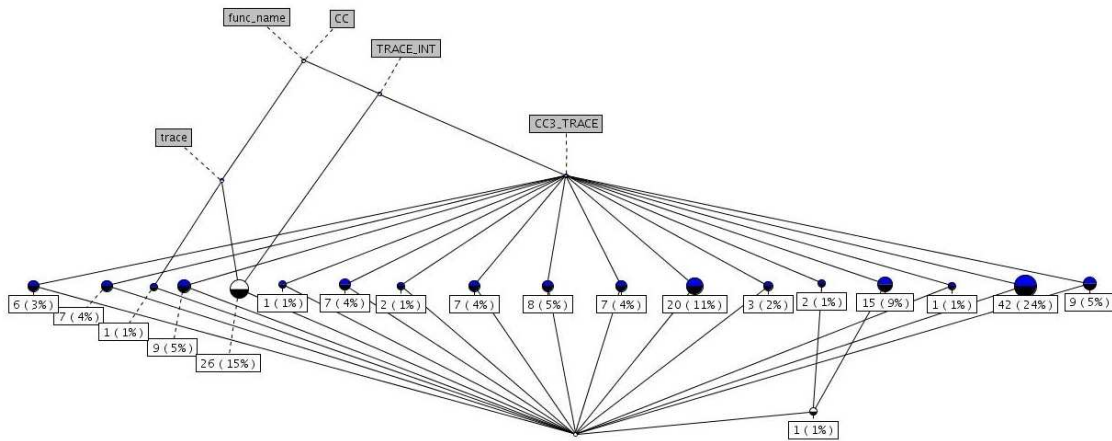 func_name
CC
TRACE_INT
CC3_TRACE
trace
6 ( 3% )
7 ( 4% )
1 ( 1% )
9 ( 5% )
26 ( 15% )
1 ( 1% )
7 ( 4% )
2 ( 1% )
7 ( 4% )
8 ( 5% )
7 ( 4% )
20 ( 11% )
3 ( 2% )
2 ( 1% )
15 ( 9% )
1 ( 1% )
42 ( 24% )
9 ( 5% )
1 ( 1% )